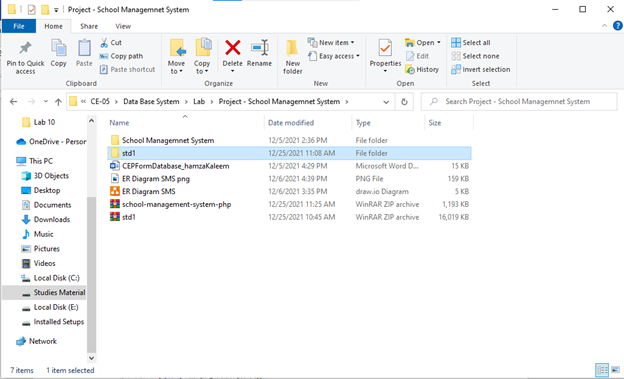 Project - School Managemnet System
File Home Share View
Pin to Quick access
Copy
Paste
Cut
Copy path
Paste shortcut
Clipboard
Move to
Copy to
Delete
Rename
Organize
New folder
New item
Easy access
New
Properties
Open
Edit
History
Open
Select all
Select none
Invert selection
Select
« CE-05 › Data Base System › Lab › Project - School Managemnet System ›
Search Project - School Managemnet System
Lab 10
OneDrive - Person
This PC
3D Objects
Desktop
Documents
Downloads
Music
Pictures
Videos
Local Disk (C:)
Studies Material
Local Disk (E:)
Installed Setups
Network
Name Date modified Type Size
School Managemnet System 12/5/2021 2:36 PM File folder
std1 12/25/2021 11:08 AM File folder
CEPFormDatabase_hamzaKaleem 12/5/2021 4:29 PM Microsoft Word D... 15 KB
ER Diagram SMS png 12/6/2021 4:39 PM PNG File 159 KB
ER Diagram SMS 12/6/2021 3:35 PM draw.io Diagram 5 KB
school-management-system-php 12/25/2021 11:25 AM WinRAR ZIP archive 1,193 KB
std1 12/25/2021 10:45 AM WinRAR ZIP archive 16,019 KB
7 items 1 item selected